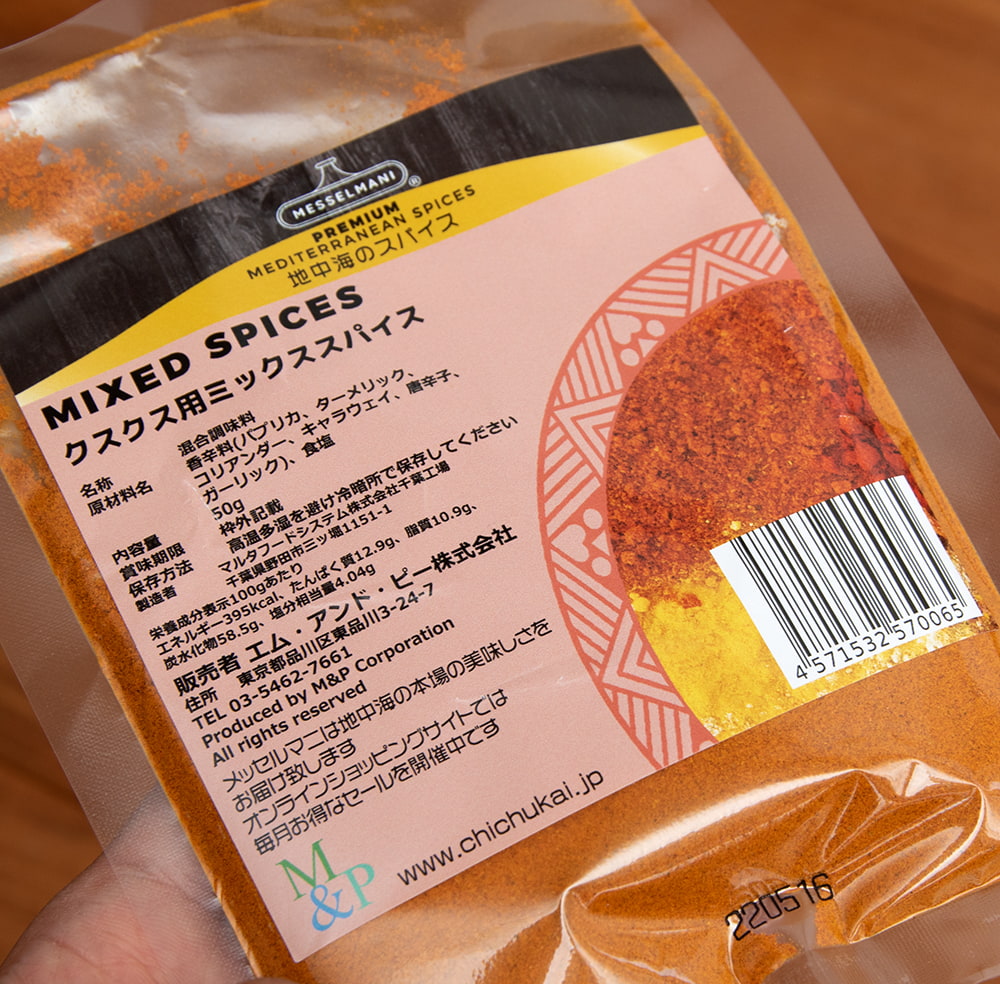 MESSELMANI ®
PREMIUM
MEDITERRANEAN SPICES
地中海のスパイス
MIXED SPICES
クスクス用ミックススパイス
名称 混合調味料
原材料名 香辛料(パプリカ、ターメリック、
コリアンダー、キャラウェイ、唐辛子、
ガーリック)、食塩
内容量 50g
賞味期限 枠外記載
保存方法 高温多湿を避け冷暗所で保存してください
製造者 マルタフードシステム株式会社千葉工場
千葉県野田市三ッ堀1151-1
栄養成分表示100gあたり
エネルギー395kcal、たんぱく質12.9g、脂質10.9g、
炭水化物58.5g、塩分相当量4.04g
販売者 エム・アンド・ピー株式会社
住所 東京都品川区東品川3-24-7
TEL 03-5462-7661
Produced by M&P Corporation
All rights reserved
メッセルマニは地中海の本場の美味しさを
お届け致します
オンラインショッピングサイトでは
毎月お得なセールを開催中です
M&P
www.chichukai.jp
4 571532 570065
220516